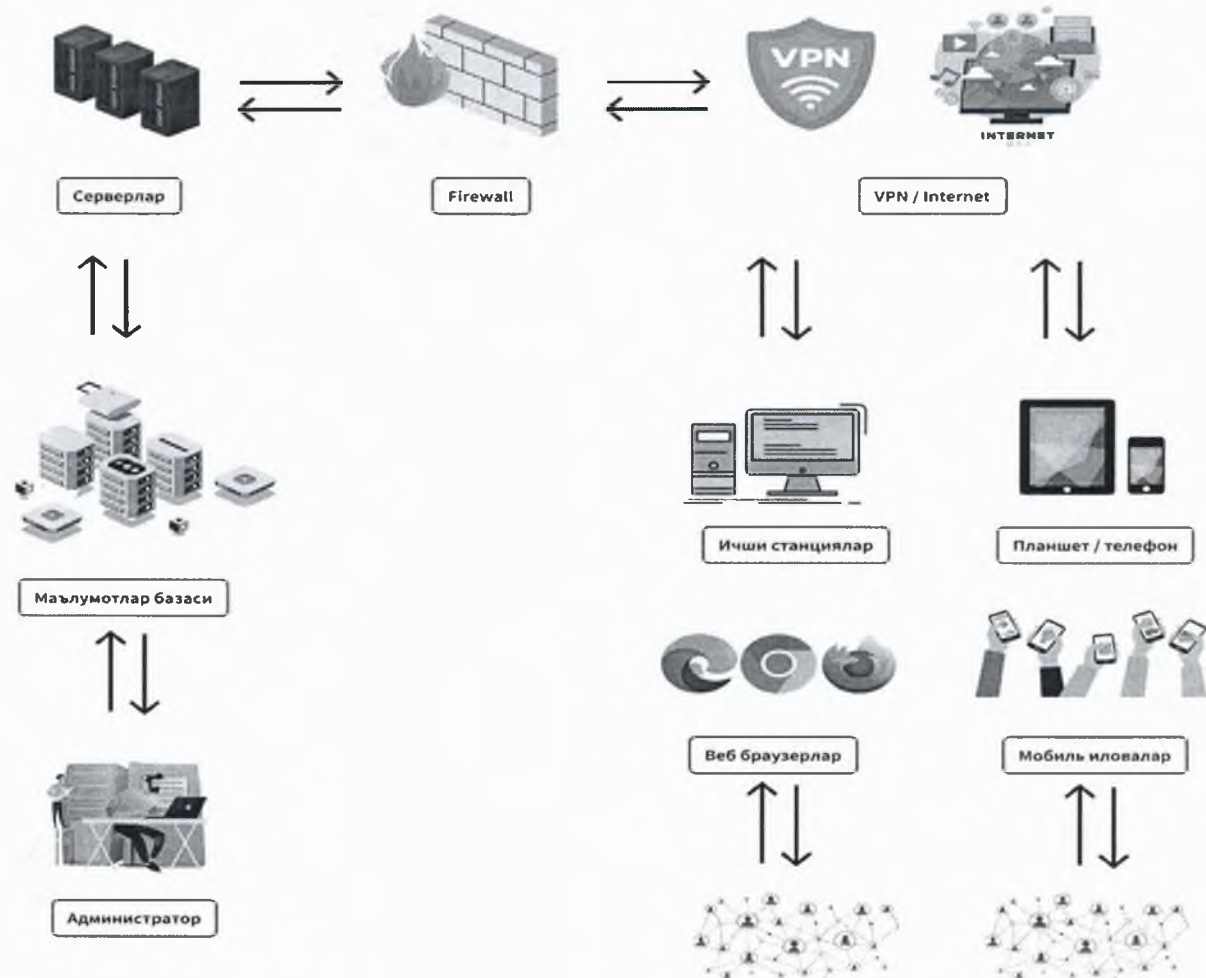 VPN
INTERNET
Серверлар
Firewall
VPN / Internet
Ичши станциялар
Планшет / телефон
Маълумотлар базаси
Веб браузерлар
Мобиль иловалар
Администратор